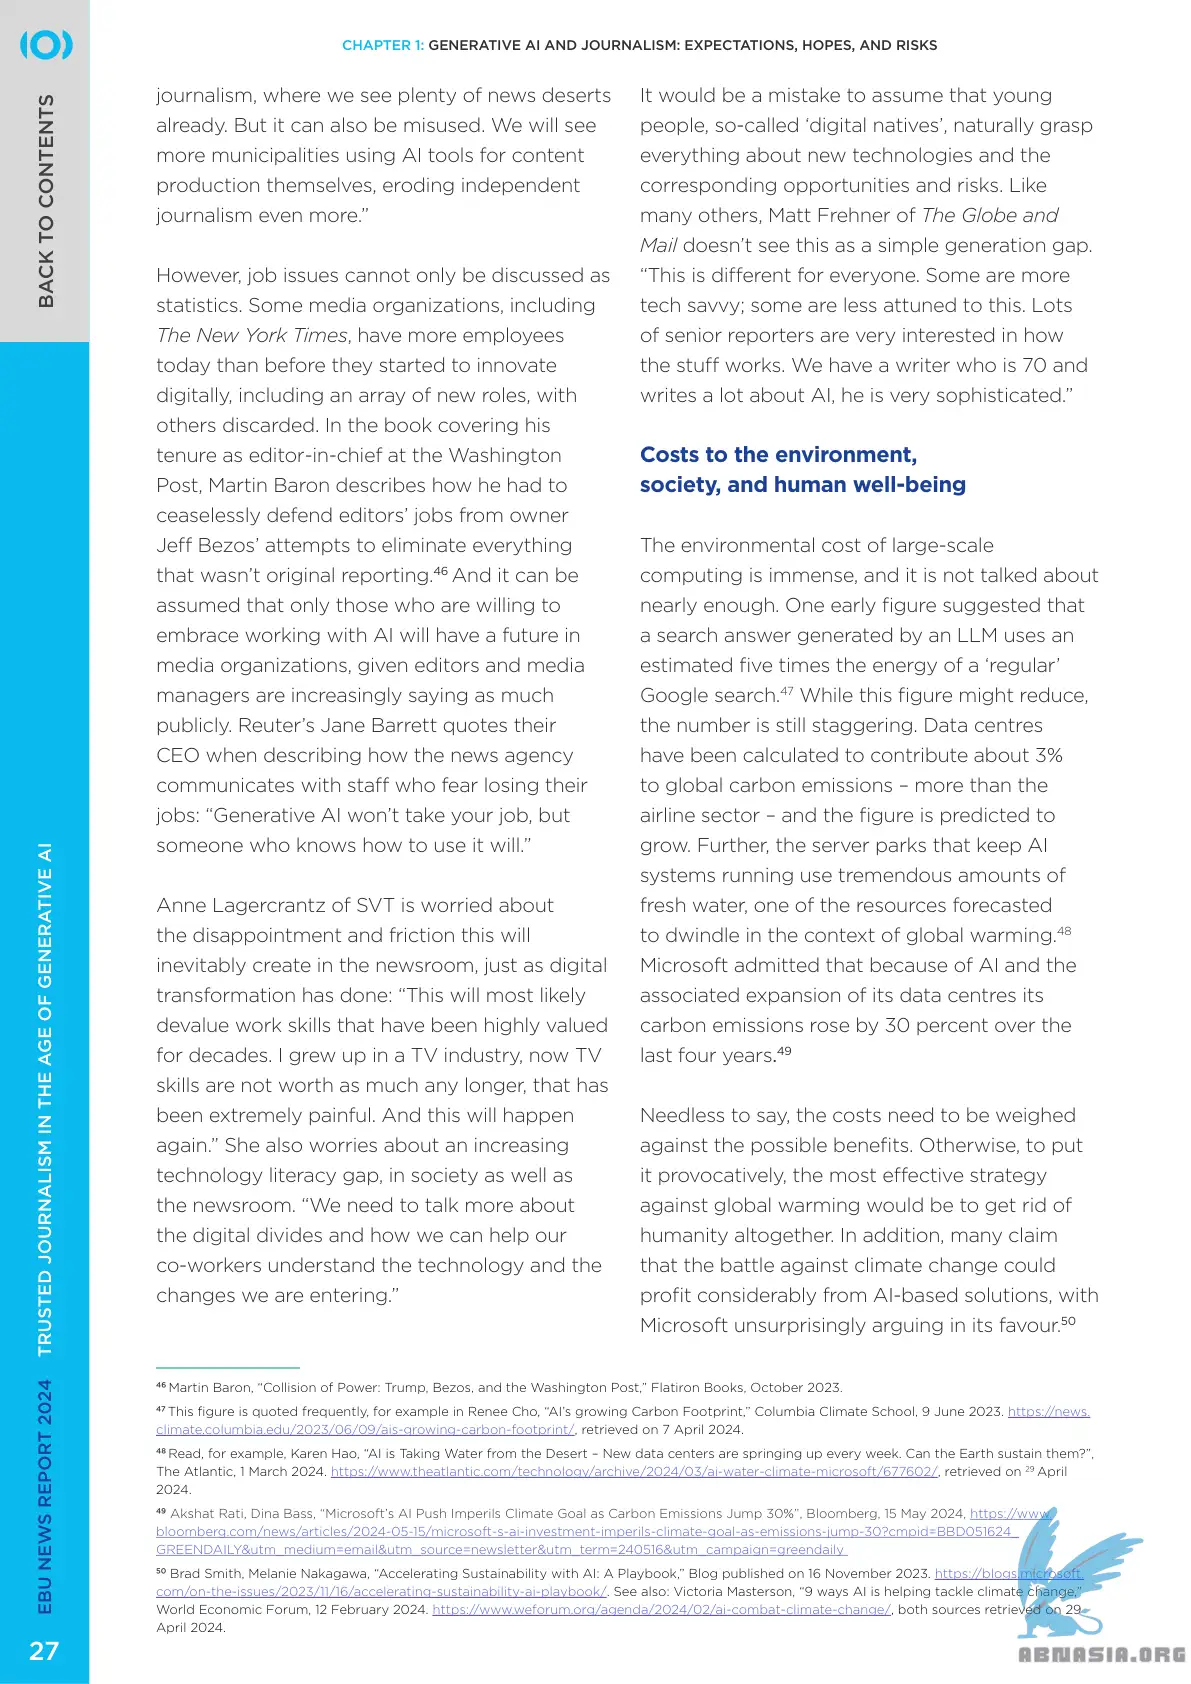 CHAPTER 1: GENERATIVE AI AND JOURNALISM: EXPECTATIONS, HOPES, AND RISKS
BACK TO CONTENTS
journalism, where we see plenty of news deserts
already. But it can also be misused. We will see
more municipalities using AI tools for content
production themselves, eroding independent
journalism even more.”
However, job issues cannot only be discussed as
statistics. Some media organizations, including
The New York Times, have more employees
today than before they started to innovate
digitally, including an array of new roles, with
others discarded. In the book covering his
tenure as editor-in-chief at the Washington
Post, Martin Baron describes how he had to
ceaselessly defend editors’ jobs from owner
Jeff Bezos’ attempts to eliminate everything
that wasn’t original reporting.46 And it can be
assumed that only those who are willing to
embrace working with AI will have a future in
media organizations, given editors and media
managers are increasingly saying as much
publicly. Reuter’s Jane Barrett quotes their
CEO when describing how the news agency
communicates with staff who fear losing their
jobs: “Generative AI won’t take your job, but
someone who knows how to use it will.”
Anne Lagercrantz of SVT is worried about
the disappointment and friction this will
inevitably create in the newsroom, just as digital
transformation has done: “This will most likely
devalue work skills that have been highly valued
for decades. I grew up in a TV industry, now TV
skills are not worth as much any longer, that has
been extremely painful. And this will happen
again.” She also worries about an increasing
technology literacy gap, in society as well as
the newsroom. “We need to talk more about
the digital divides and how we can help our
co-workers understand the technology and the
changes we are entering.”
It would be a mistake to assume that young
people, so-called ‘digital natives’, naturally grasp
everything about new technologies and the
corresponding opportunities and risks. Like
many others, Matt Frehner of The Globe and
Mail doesn’t see this as a simple generation gap.
“This is different for everyone. Some are more
tech savvy; some are less attuned to this. Lots
of senior reporters are very interested in how
the stuff works. We have a writer who is 70 and
writes a lot about AI, he is very sophisticated.”
Costs to the environment,
society, and human well-being
The environmental cost of large-scale
computing is immense, and it is not talked about
nearly enough. One early figure suggested that
a search answer generated by an LLM uses an
estimated five times the energy of a ‘regular’
Google search.47 While this figure might reduce,
the number is still staggering. Data centres
have been calculated to contribute about 3%
to global carbon emissions – more than the
airline sector – and the figure is predicted to
grow. Further, the server parks that keep AI
systems running use tremendous amounts of
fresh water, one of the resources forecasted
to dwindle in the context of global warming.48
Microsoft admitted that because of AI and the
associated expansion of its data centres its
carbon emissions rose by 30 percent over the
last four years.49
Needless to say, the costs need to be weighed
against the possible benefits. Otherwise, to put
it provocatively, the most effective strategy
against global warming would be to get rid of
humanity altogether. In addition, many claim
that the battle against climate change could
profit considerably from AI-based solutions, with
Microsoft unsurprisingly arguing in its favour.50
46 Martin Baron, “Collision of Power: Trump, Bezos, and the Washington Post,” Flatiron Books, October 2023.
47 This figure is quoted frequently, for example in Renee Cho, “AI’s growing Carbon Footprint,” Columbia Climate School, 9 June 2023. https://news.
climate.columbia.edu/2023/06/09/ais-growing-carbon-footprint/, retrieved on 7 April 2024.
48 Read, for example, Karen Hao, “AI is Taking Water from the Desert – New data centers are springing up every week. Can the Earth sustain them?”,
The Atlantic, 1 March 2024. https://www.theatlantic.com/technology/archive/2024/03/ai-water-climate-microsoft/677602/, retrieved on 29 April
2024.
49 Akshat Rati, Dina Bass, “Microsoft’s AI Push Imperils Climate Goal as Carbon Emissions Jump 30%”, Bloomberg, 15 May 2024, https://www.
bloomberg.com/news/articles/2024-05-15/microsoft-s-ai-investment-imperils-climate-goal-as-emissions-jump-30?cmpid=BBD051624_
GREENDAILY&utm_medium=email&utm_source=newsletter&utm_term=240516&utm_campaign=greendaily
50 Brad Smith, Melanie Nakagawa, “Accelerating Sustainability with AI: A Playbook,” Blog published on 16 November 2023. https://blogs.microsoft.
com/on-the-issues/2023/11/16/accelerating-sustainability-ai-playbook/. See also: Victoria Masterson, “9 ways AI is helping tackle climate change,”
World Economic Forum, 12 February 2024. https://www.weforum.org/agenda/2024/02/ai-combat-climate-change/, both sources retrieved on 29
April 2024.
EBU NEWS REPORT 2024 TRUSTED JOURNALISM IN THE AGE OF GENERATIVE AI
27
ABNASIA.ORG